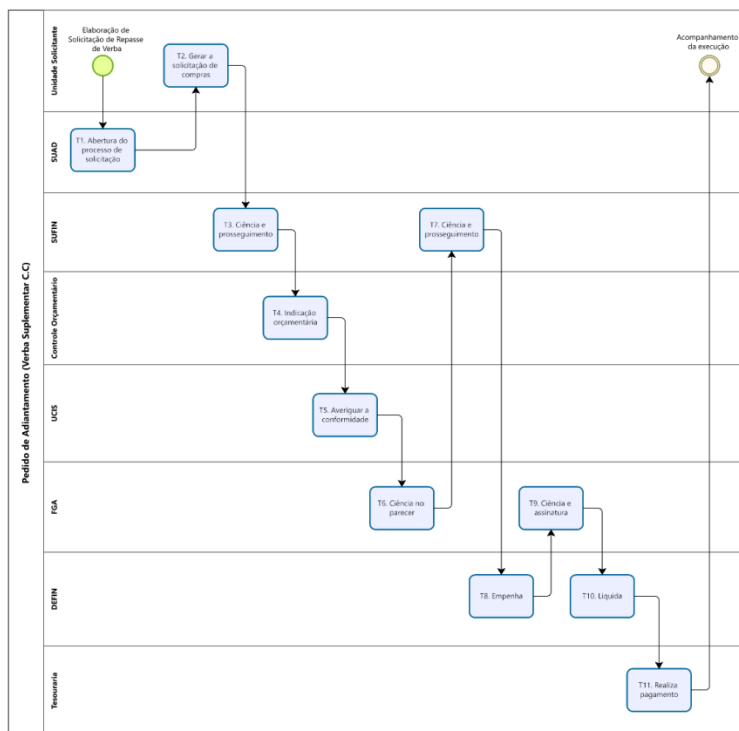 Pedido de Adiantamento (Verba Suplementar C.C)
Unidade Solicitante
Elaboração de
Solicitação de Repasse
de Verba
T2. Gerar a
solicitação de
compras
Acompanhamento
da execução
SUAD
T1. Abertura do
processo de
solicitação
SUFIN
T3. Ciência e
prosseguimento
T7. Ciência e
prosseguimento
Controle Orçamentário
T4. Indicação
orçamentária
UCIS
T5. Averiguar a
conformidade
FGA
T6. Ciência no
parecer
T9. Ciência e
assinatura
DEFIN
T8. Empenha
T10. Liquida
Tesouraria
T11. Realiza
pagamento